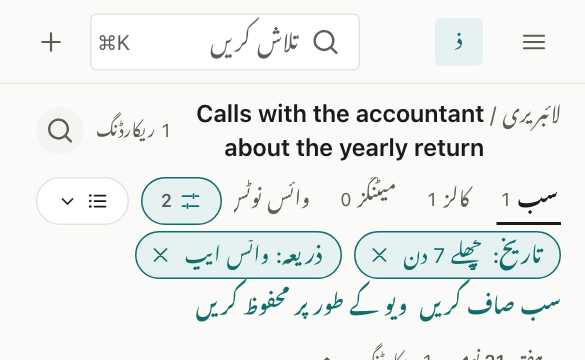 ذ تلاش کریں ⌘K
لائبریری / Calls with the accountant about the yearly return 1 ریکارڈنگ
سب 1 کالز 1 میٹنگز 0 وائس نوٹس 2
تاریخ: پچھلے 7 دن ذریعہ: وائس ایپ
سب صاف کریں ویو کے طور پر محفوظ کریں